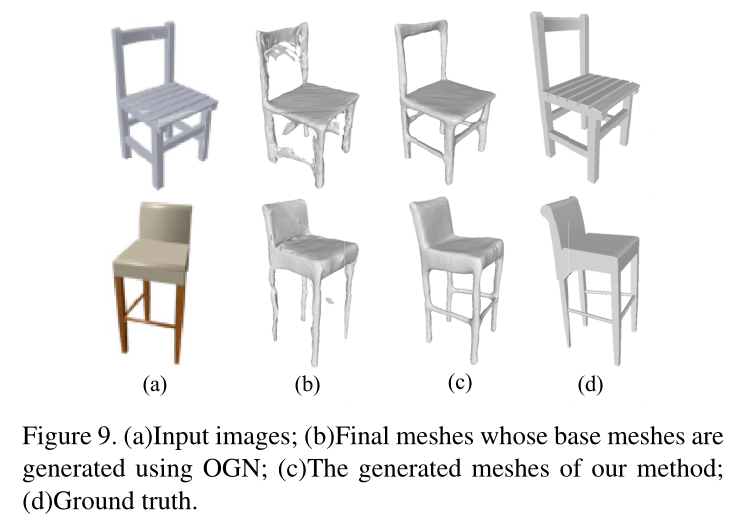 (a) (b) (c) (d)
Figure 9. (a)Input images; (b)Final meshes whose base meshes are
generated using OGN; (c)The generated meshes of our method;
(d)Ground truth.